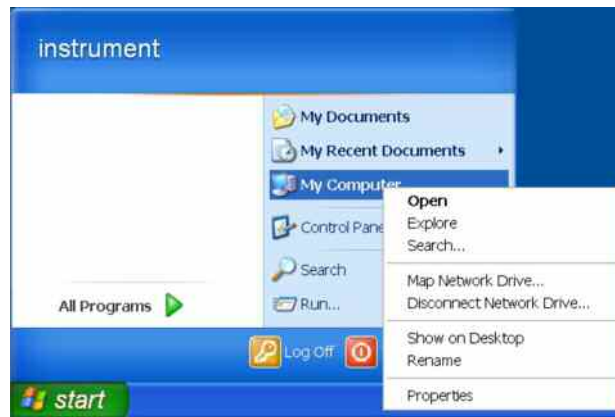 instrument
My Documents
My Recent Documents
My Computer
Control Pane
Search
Run...
All Programs
Log Off
start
Open
Explore
Search...
Map Network Drive...
Disconnect Network Drive...
Show on Desktop
Rename
Properties